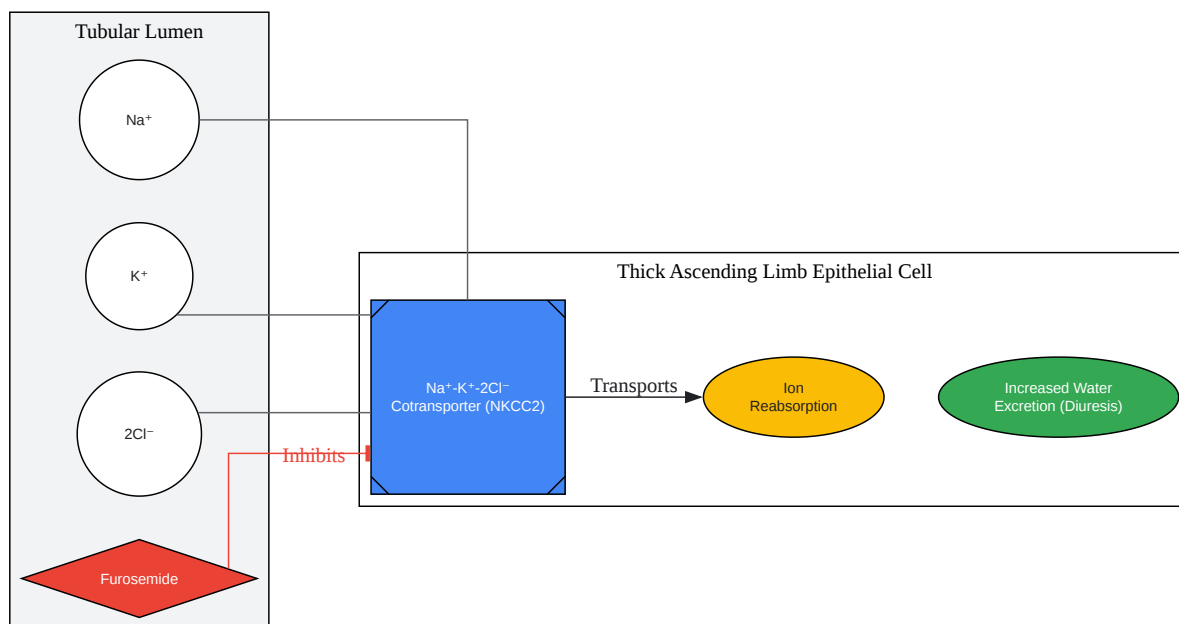 Tubular Lumen
Na⁺
K⁺
2Cl⁻
Furosemide
Inhibits
Thick Ascending Limb Epithelial Cell
Na⁺-K⁺-2Cl⁻
Cotransporter (NKCC2)
Transports
Ion
Reabsorption
Increased Water
Excretion (Diuresis)